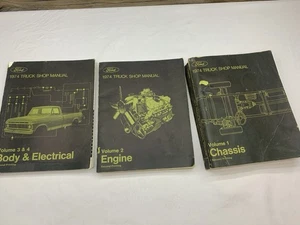 Ford
1974 TRUCK SHOP MANUAL
Volume 3 & 4
Body & Electrical
Ford
1974 TRUCK SHOP MANUAL
Volume 2
Engine
Ford
1974 TRUCK SHOP MANUAL
Volume 1
Chassis